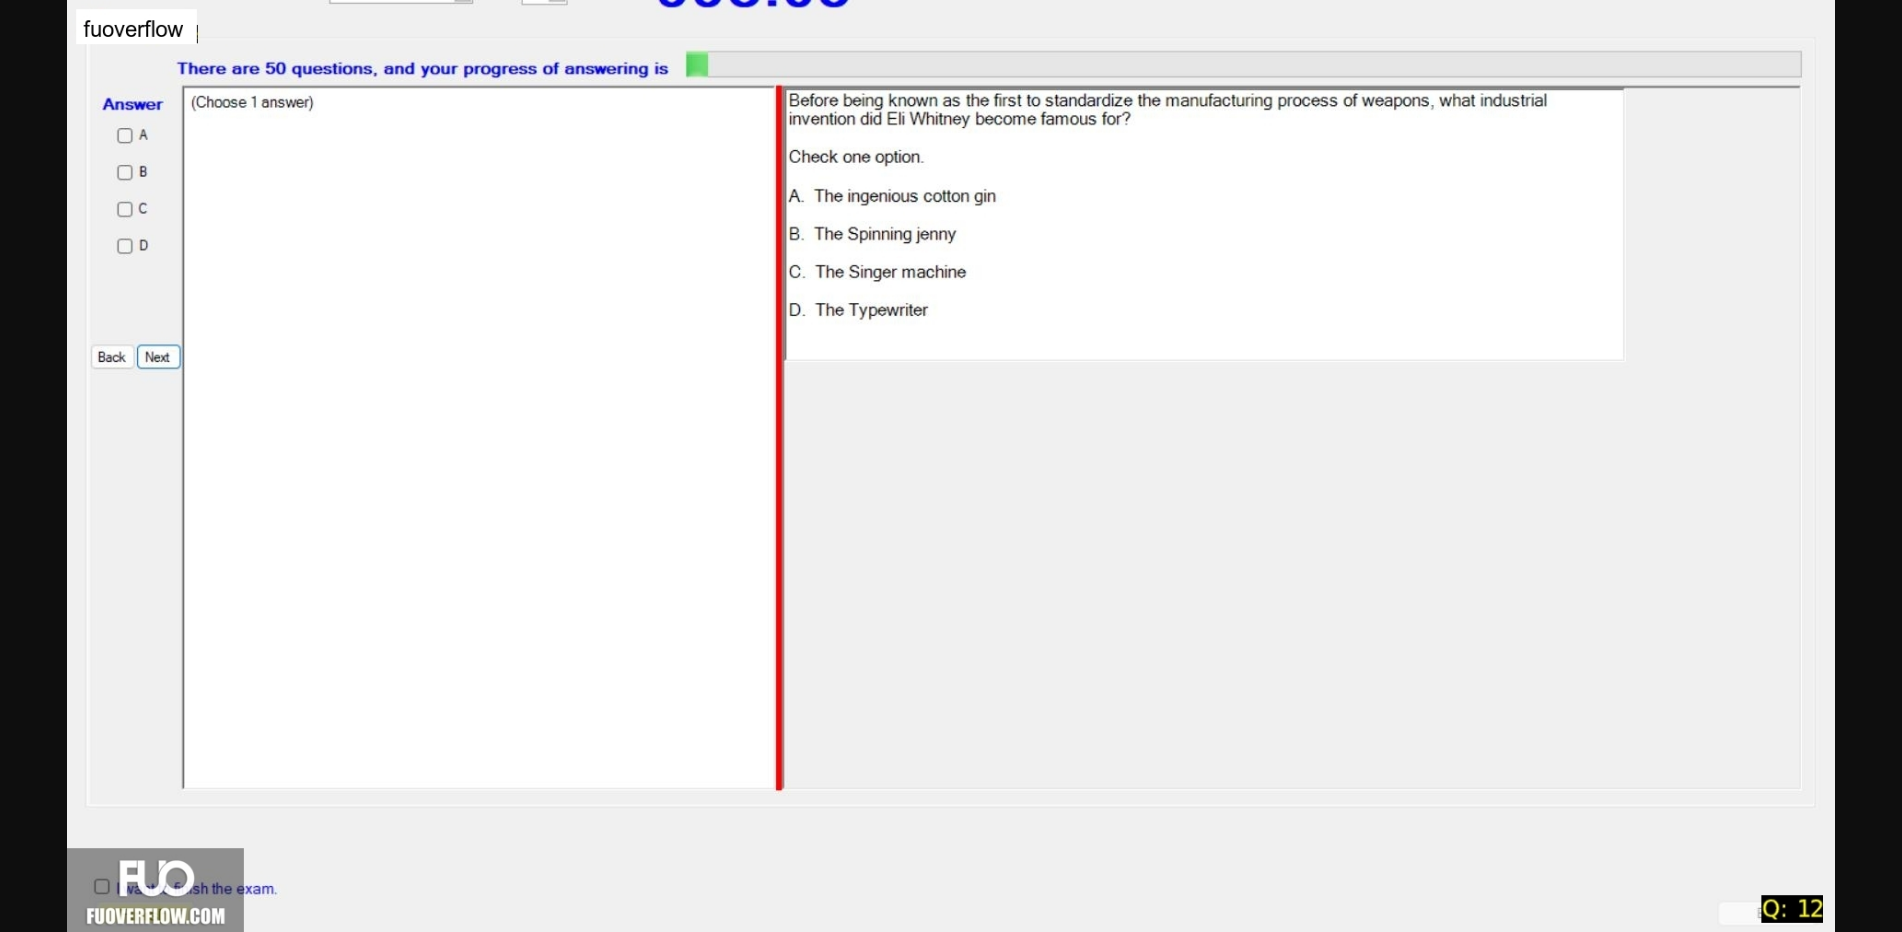 fuoverflow
There are 50 questions, and your progress of answering is
Answer
(Choose 1 answer)
A
B
C
D
Back Next
Before being known as the first to standardize the manufacturing process of weapons, what industrial
invention did Eli Whitney become famous for?
Check one option.
A. The ingenious cotton gin
B. The Spinning jenny
C. The Singer machine
D. The Typewriter
FUO
the exam.
FUOVERFLOW.COM
Q: 12